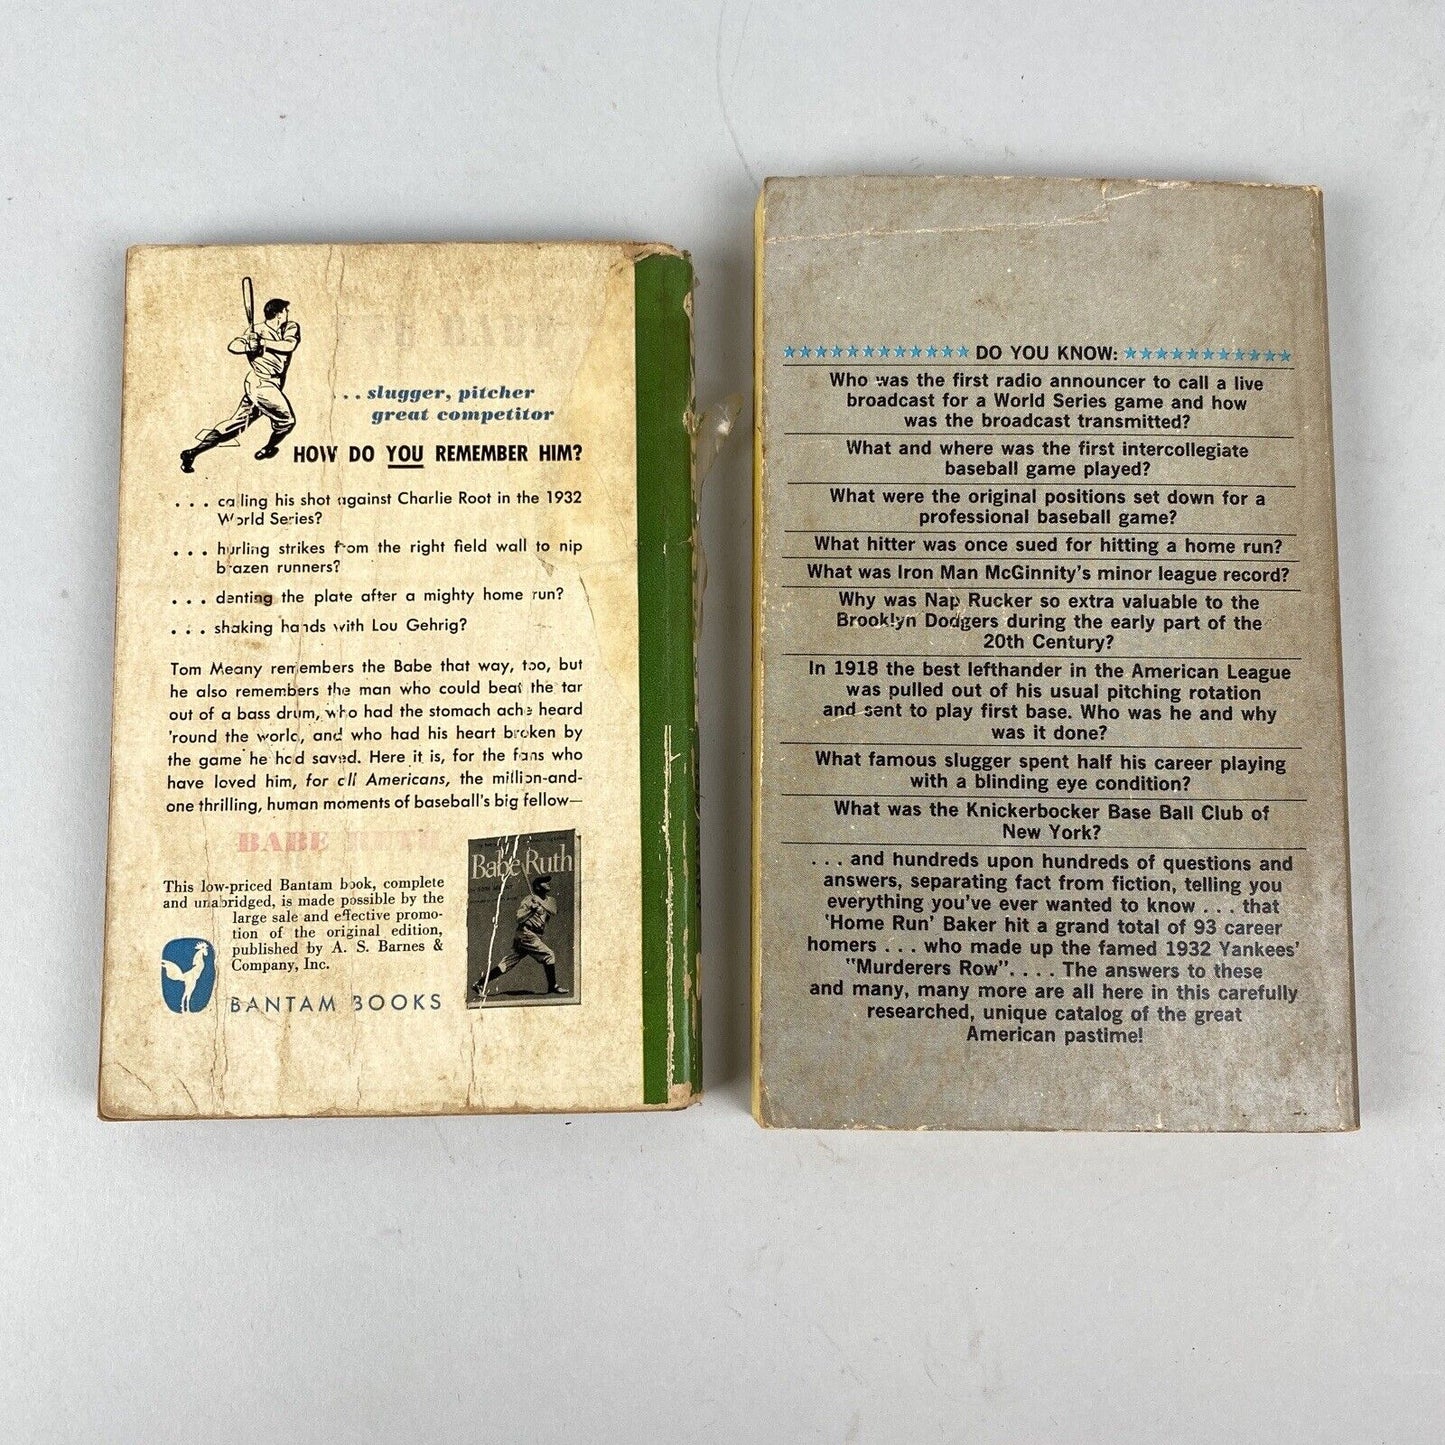 THE BABE
. . . slugger, pitcher
great competitor
HOW DO YOU REMEMBER HIM?
. . . calling his shot against Charlie Root in the 1932
World Series?
. . . hurling strikes from the right field wall to nip
brazen runners?
. . . denting the plate after a mighty home run?
. . . shaking hands with Lou Gehrig?
Tom Meany remembers the Babe that way, too, but
he also remembers the man who could beat the tar
out of a bass drum, who had the stomach ache heard
'round the world, and who had his heart broken by
the game he had saved. Here it is, for the fans who
have loved him, for all Americans, the million-and-
one thrilling, human moments of baseball's big fellow—
BABE RUTH
This low-priced Bantam book, complete
and unabridged, is made possible by the
large sale and effective promo-
tion of the original edition,
published by A. S. Barnes &
Company, Inc.
BANTAM BOOKS
Babe Ruth
DO YOU KNOW:
Who was the first radio announcer to call a live
broadcast for a World Series game and how
was the broadcast transmitted?
What and where was the first intercollegiate
baseball game played?
What were the original positions set down for a
professional baseball game?
What hitter was once sued for hitting a home run?
What was Iron Man McGinnity's minor league record?
Why was Nap Rucker so extra valuable to the
Brooklyn Dodgers during the early part of the
20th Century?
In 1918 the best lefthander in the American League
was pulled out of his usual pitching rotation
and sent to play first base. Who was he and why
was it done?
What famous slugger spent half his career playing
with a blinding eye condition?
What was the Knickerbocker Base Ball Club of
New York?
. . . and hundreds upon hundreds of questions and
answers, separating fact from fiction, telling you
everything you've ever wanted to know . . . that
'Home Run' Baker hit a grand total of 93 career
homers . . . who made up the famed 1932 Yankees'
"Murderers Row". . . . The answers to these
and many, many more are all here in this carefully
researched, unique catalog of the great
American pastime!